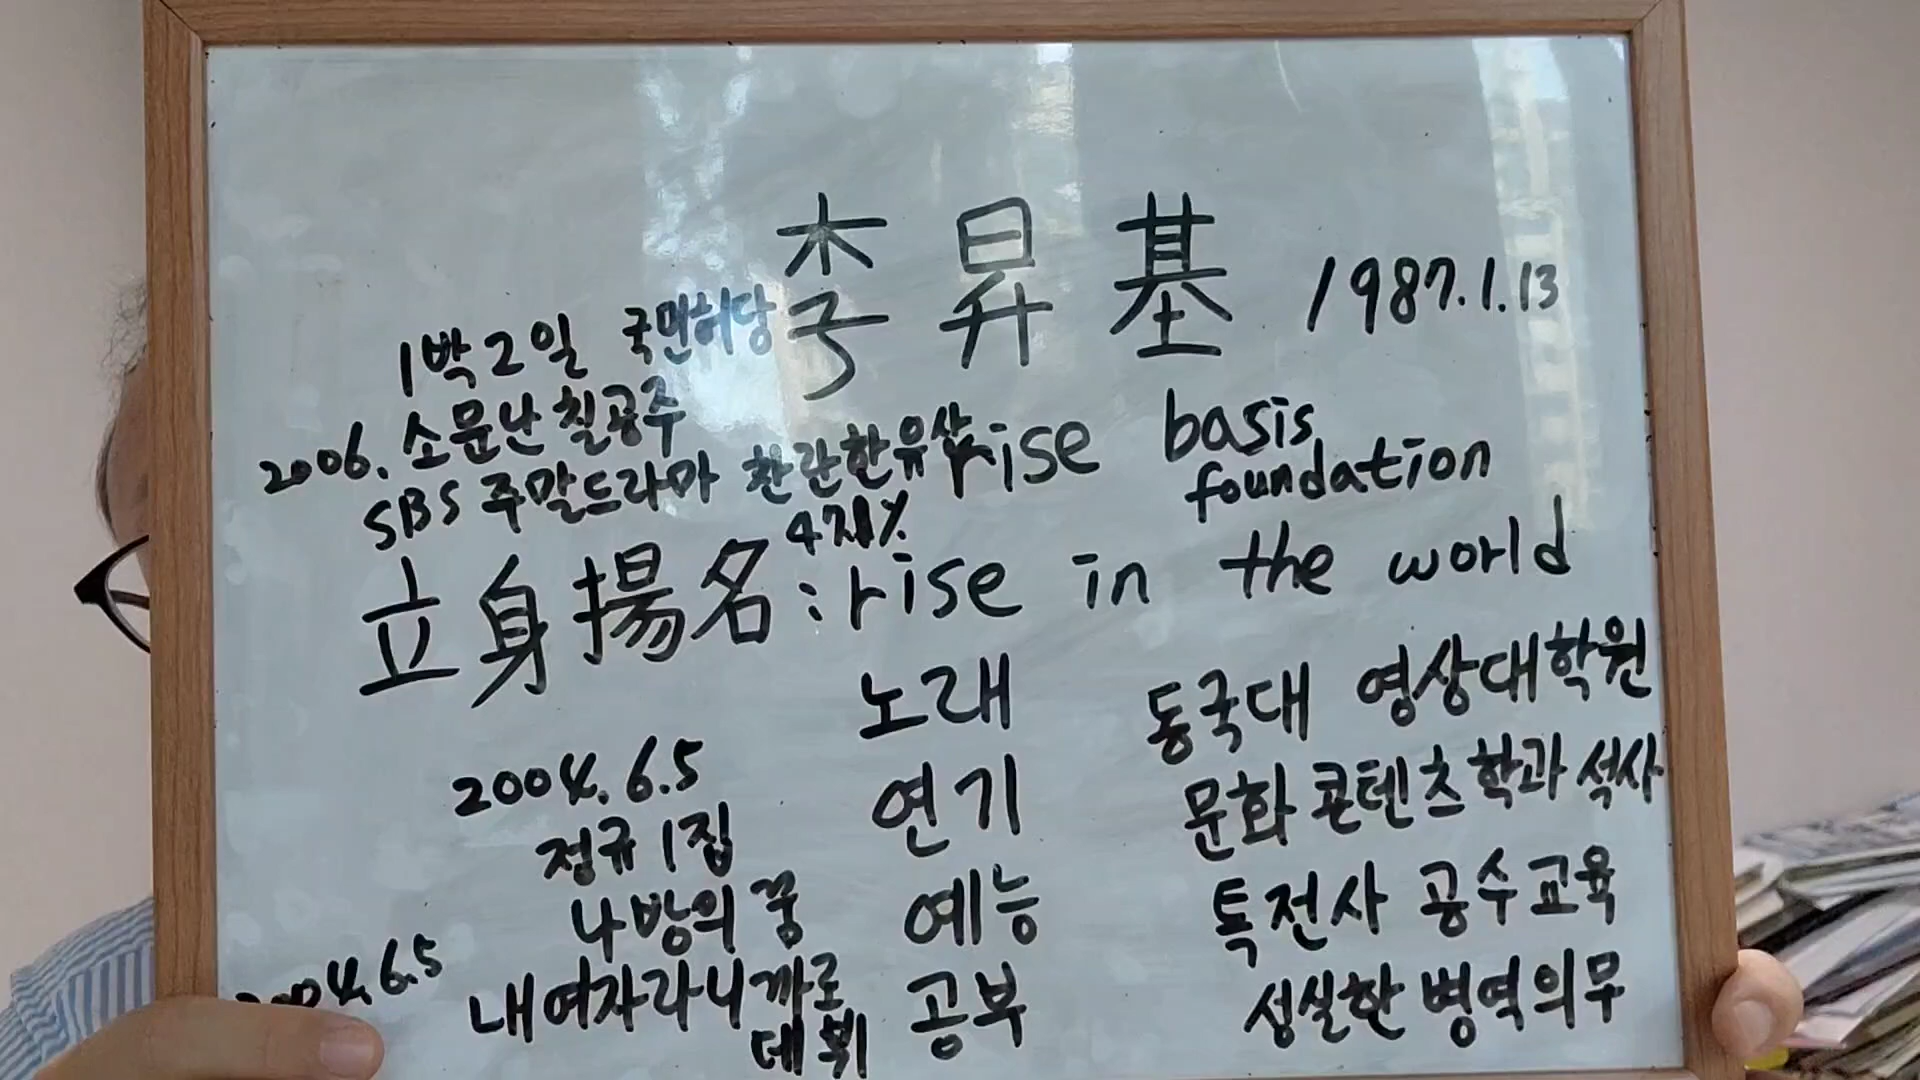 李昇基 1987.1.13
1박2일 국민허당
2006. 소문난 칠공주
SBS 주말드라마 찬란한유산
rise basis
foundation
立身揚名:rise in the world
노래
연기
예능
공부
동국대 영상대학원
문화콘텐츠학과 석사
특전사 공수교육
성실한 병역의무
2004.6.5
정규1집
나방의 꿈
내여자라니까로
데뷔